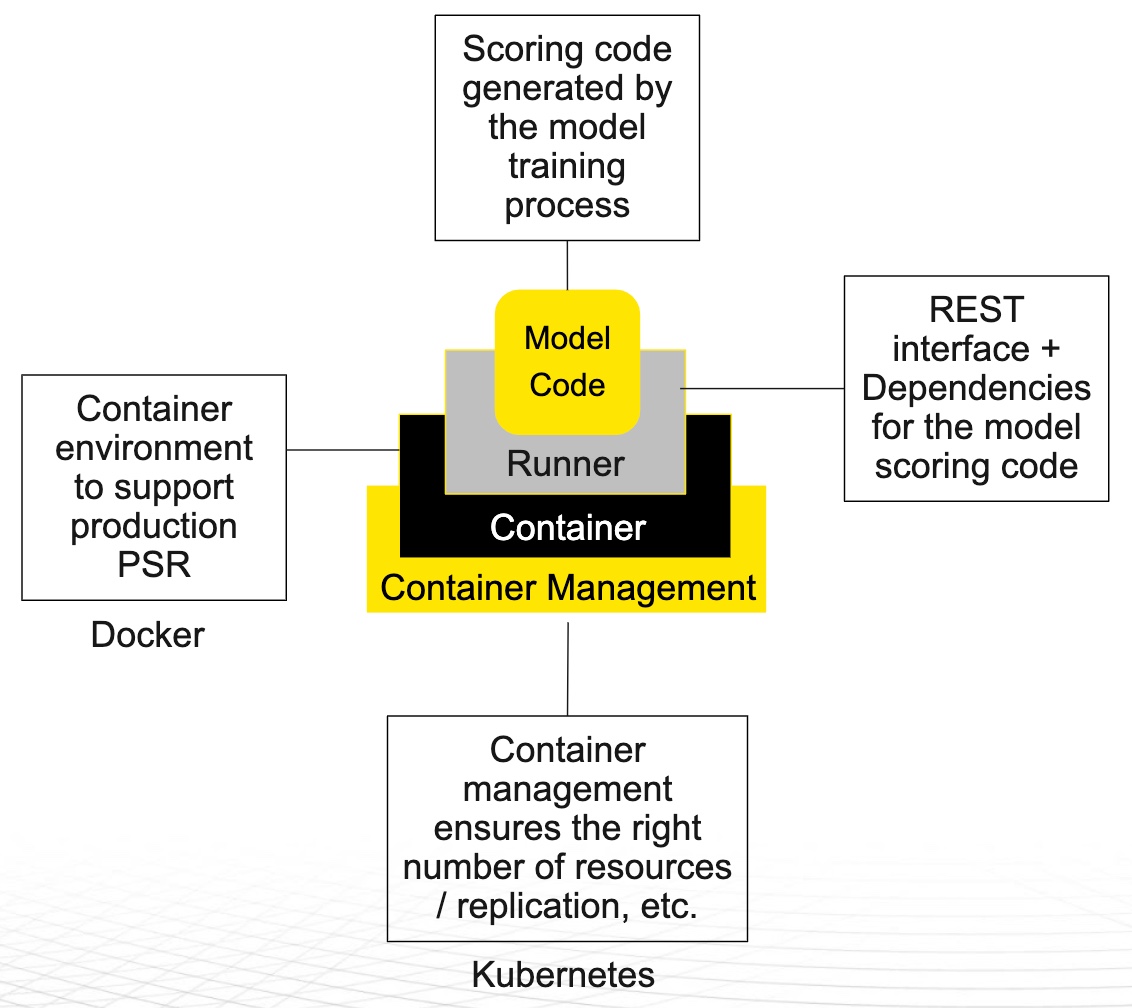 Scoring code
generated by
the model
training
process
Model
Code
REST
interface +
Dependencies
for the model
scoring code
Container
environment
to support
production
PSR
Docker
Runner
Container
Container Management
Container
management
ensures the right
number of resources
/ replication, etc.
Kubernetes